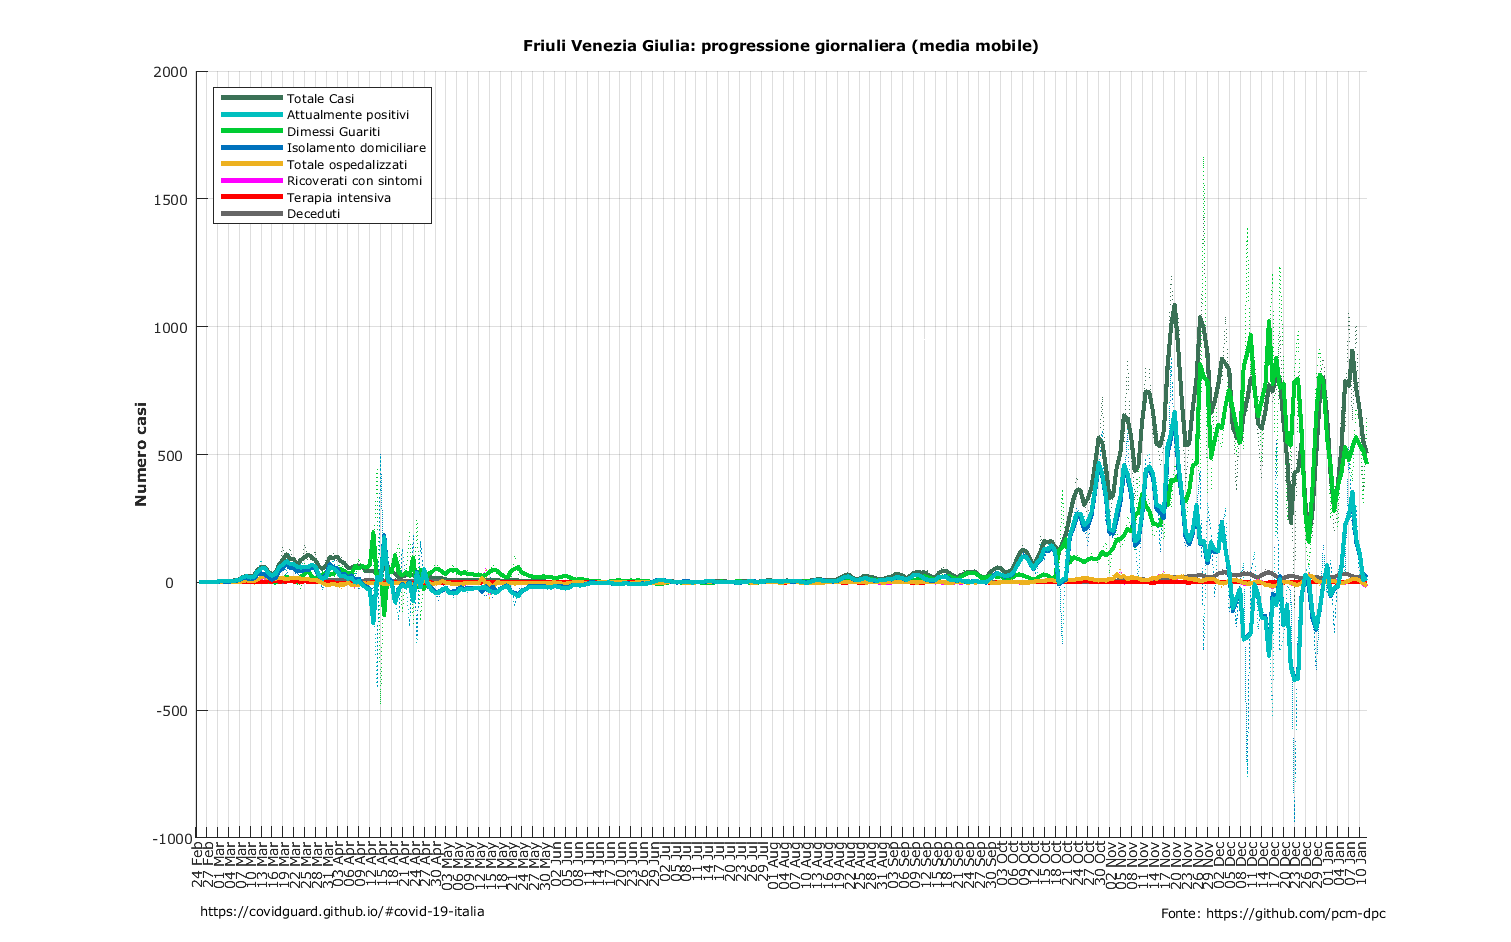 Friuli Venezia Giulia: progressione giornaliera (media mobile)
2000
1500
1000
500
0
-500
-1000
Numero casi
Totale Casi
Attualmente positivi
Dimessi Guariti
Isolamento domiciliare
Totale ospedalizzati
Ricoverati con sintomi
Terapia intensiva
Deceduti
24 Feb
27 Feb
01 Mar
04 Mar
07 Mar
10 Mar
13 Mar
16 Mar
19 Mar
22 Mar
25 Mar
28 Mar
31 Mar
03 Apr
06 Apr
09 Apr
12 Apr
15 Apr
18 Apr
21 Apr
24 Apr
27 Apr
30 Apr
03 May
06 May
09 May
12 May
15 May
18 May
21 May
24 May
27 May
30 May
02 Jun
05 Jun
08 Jun
11 Jun
14 Jun
17 Jun
20 Jun
23 Jun
26 Jun
29 Jun
02 Jul
05 Jul
08 Jul
11 Jul
14 Jul
17 Jul
20 Jul
23 Jul
26 Jul
29 Jul
01 Aug
04 Aug
07 Aug
10 Aug
13 Aug
16 Aug
19 Aug
22 Aug
25 Aug
28 Aug
31 Aug
03 Sep
06 Sep
09 Sep
12 Sep
15 Sep
18 Sep
21 Sep
24 Sep
27 Sep
30 Sep
03 Oct
06 Oct
09 Oct
12 Oct
15 Oct
18 Oct
21 Oct
24 Oct
27 Oct
30 Oct
02 Nov
05 Nov
08 Nov
11 Nov
14 Nov
17 Nov
20 Nov
23 Nov
26 Nov
29 Nov
02 Dec
05 Dec
08 Dec
11 Dec
14 Dec
17 Dec
20 Dec
23 Dec
26 Dec
29 Dec
01 Jan
04 Jan
07 Jan
10 Jan
https://covidguard.github.io/#covid-19-italia
Fonte: https://github.com/pcm-dpc